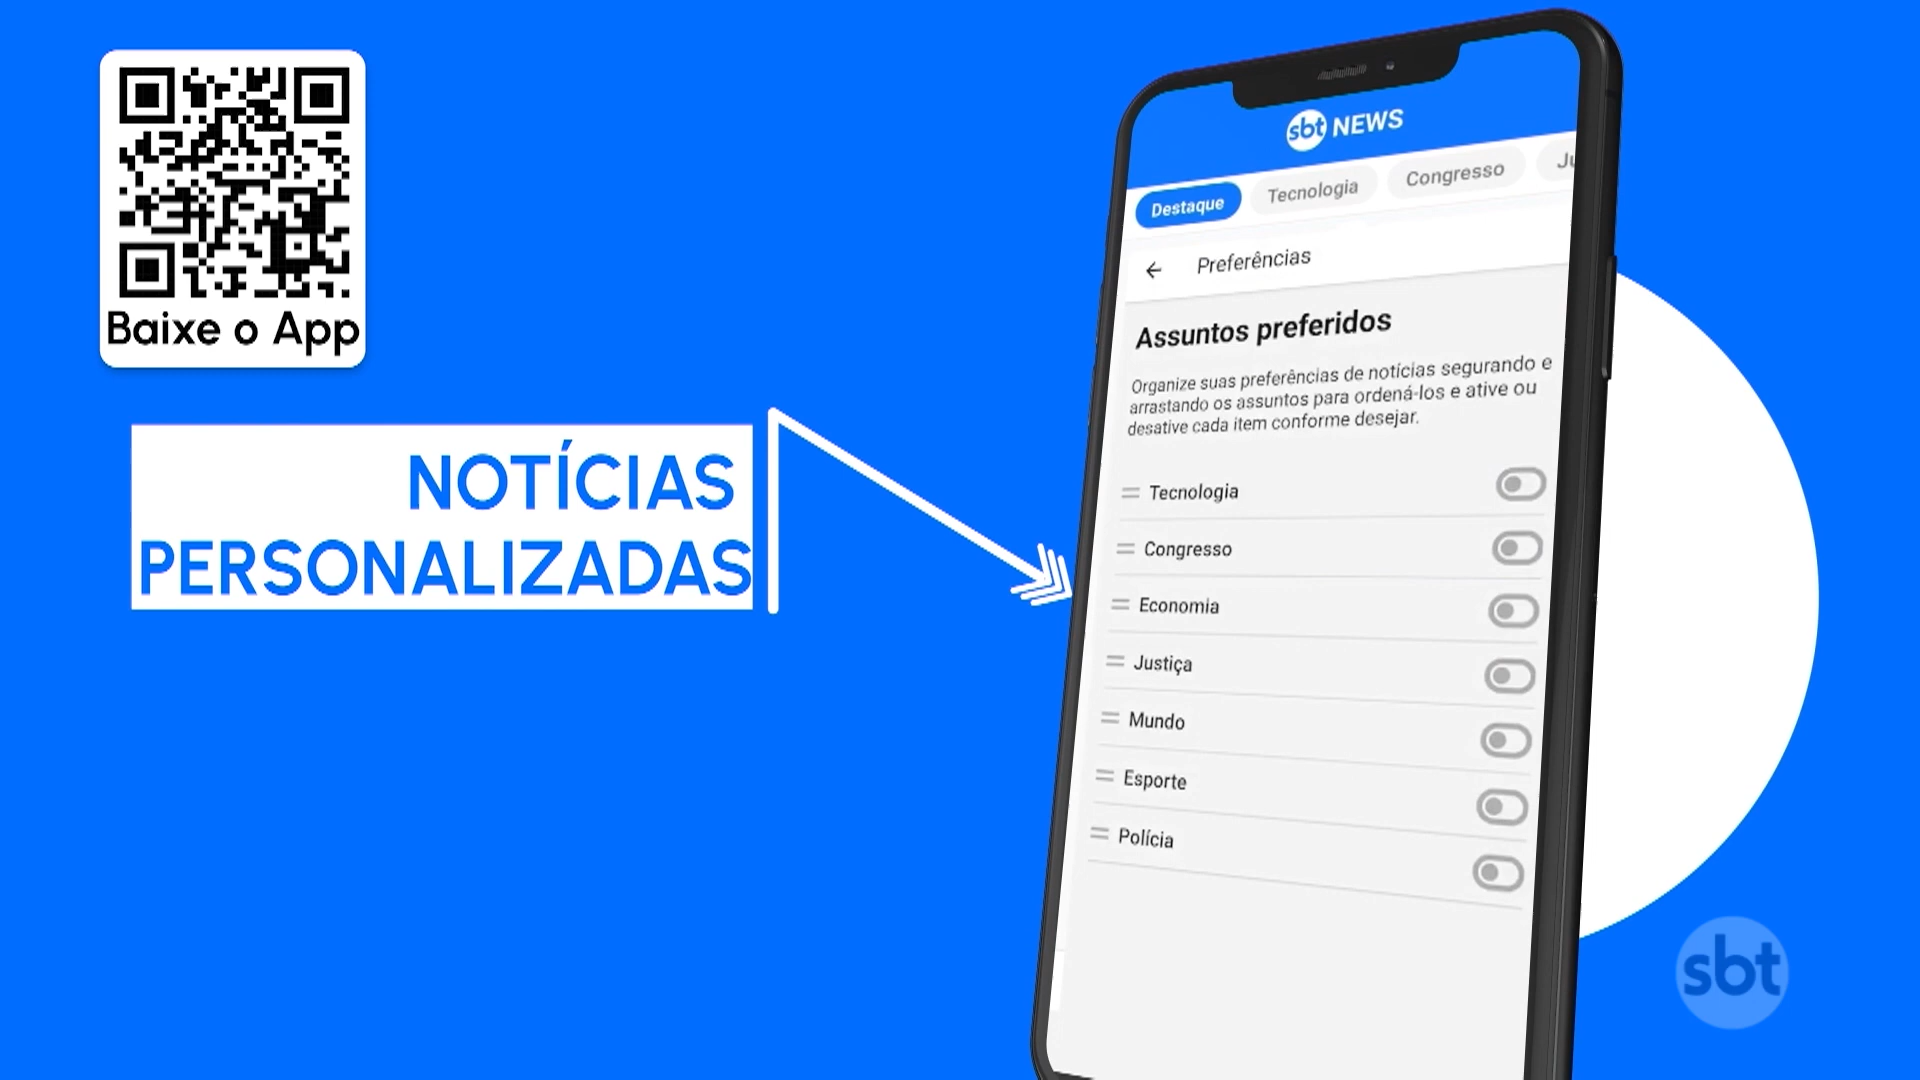 Baixe o App
NOTÍCIAS
PERSONALIZADAS
sbt NEWS
Destaque Tecnologia Congresso Ju
Preferências
Assuntos preferidos
Organize suas preferências de notícias segurando e
arrastando os assuntos para ordená-los e ative ou
desative cada item conforme desejar.
Tecnologia
Congresso
Economia
Justiça
Mundo
Esporte
Polícia
sbt